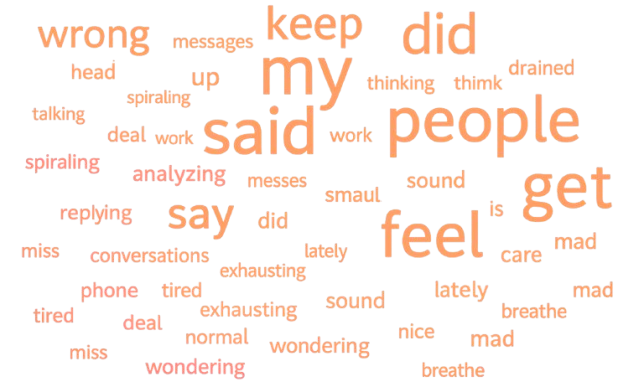 wrong messages keep did
head up my thinking thimk drained
spiraling
talking deal work said work people
spiraling analyzing messes smaul sound get
replying say did feel is
miss conversations lately care mad
exhausting
phone tired exhausting sound lately mad
tired deal normal wondering nice mad breathe
miss wondering breathe